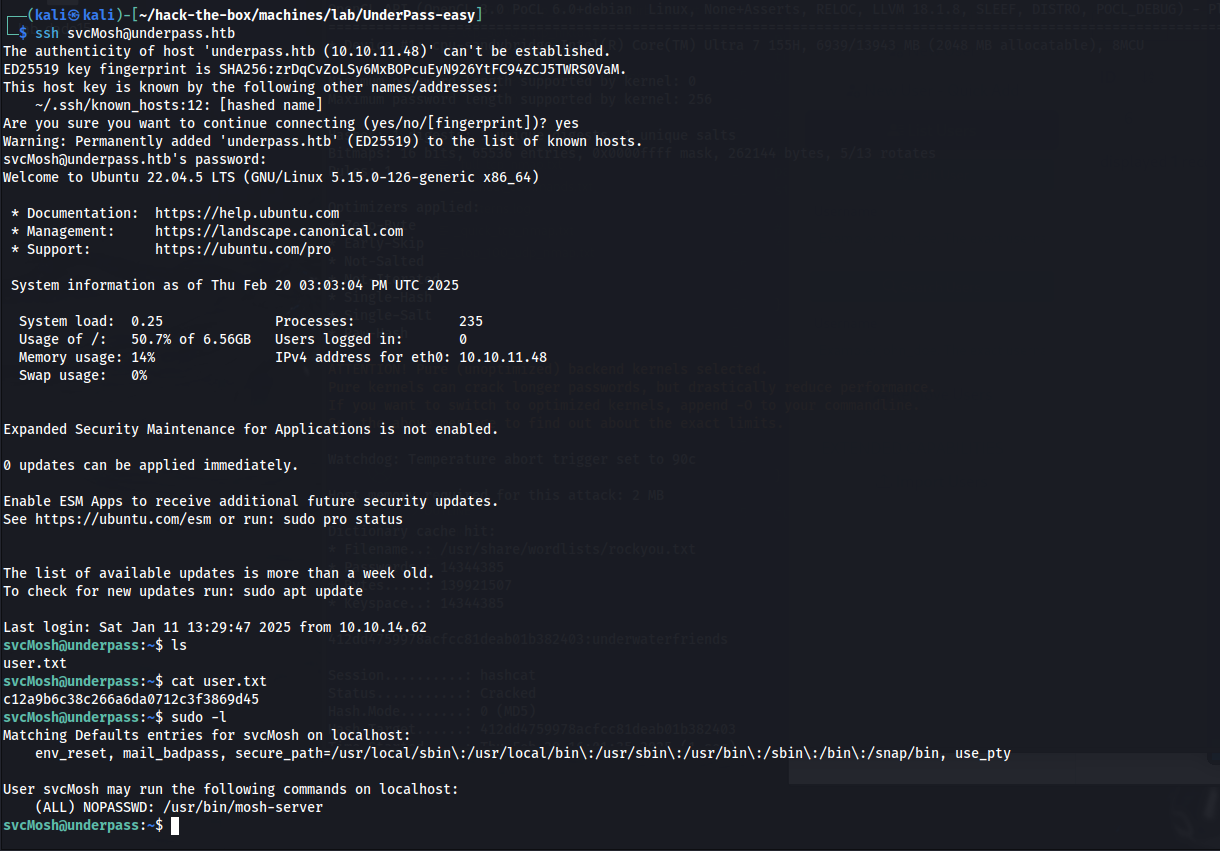 ┌──(kali㉿kali)-[~/hack-the-box/machines/lab/UnderPass-easy]
└─$ ssh svcMosh@underpass.htb
The authenticity of host 'underpass.htb (10.10.11.48)' can't be established.
ED25519 key fingerprint is SHA256:zrDqCvZoLSy6MxBOPcuEyN926YtFC94ZCJ5TWRS0VaM.
This host key is known by the following other names/addresses:
    ~/.ssh/known_hosts:12: [hashed name]
Are you sure you want to continue connecting (yes/no/[fingerprint])? yes
Warning: Permanently added 'underpass.htb' (ED25519) to the list of known hosts.
svcMosh@underpass.htb's password:
Welcome to Ubuntu 22.04.5 LTS (GNU/Linux 5.15.0-126-generic x86_64)

 * Documentation:  https://help.ubuntu.com
 * Management:     https://landscape.canonical.com
 * Support:        https://ubuntu.com/pro

 System information as of Thu Feb 20 03:03:04 PM UTC 2025

  System load:  0.25              Processes:             235
  Usage of /:   50.7% of 6.56GB   Users logged in:       0
  Memory usage: 14%               IPv4 address for eth0: 10.10.11.48
  Swap usage:   0%

Expanded Security Maintenance for Applications is not enabled.

0 updates can be applied immediately.

Enable ESM Apps to receive additional future security updates.
See https://ubuntu.com/esm or run: sudo pro status

The list of available updates is more than a week old.
To check for new updates run: sudo apt update

Last login: Sat Jan 11 13:29:47 2025 from 10.10.14.62
svcMosh@underpass:~$ ls
user.txt
svcMosh@underpass:~$ cat user.txt
c12a9b6c38c266a6da0712c3f3869d45
svcMosh@underpass:~$ sudo -l
Matching Defaults entries for svcMosh on localhost:
    env_reset, mail_badpass, secure_path=/usr/local/sbin\:/usr/local/bin\:/usr/sbin\:/usr/bin\:/sbin\:/bin\:/snap/bin, use_pty

User svcMosh may run the following commands on localhost:
    (ALL) NOPASSWD: /usr/bin/mosh-server
svcMosh@underpass:~$